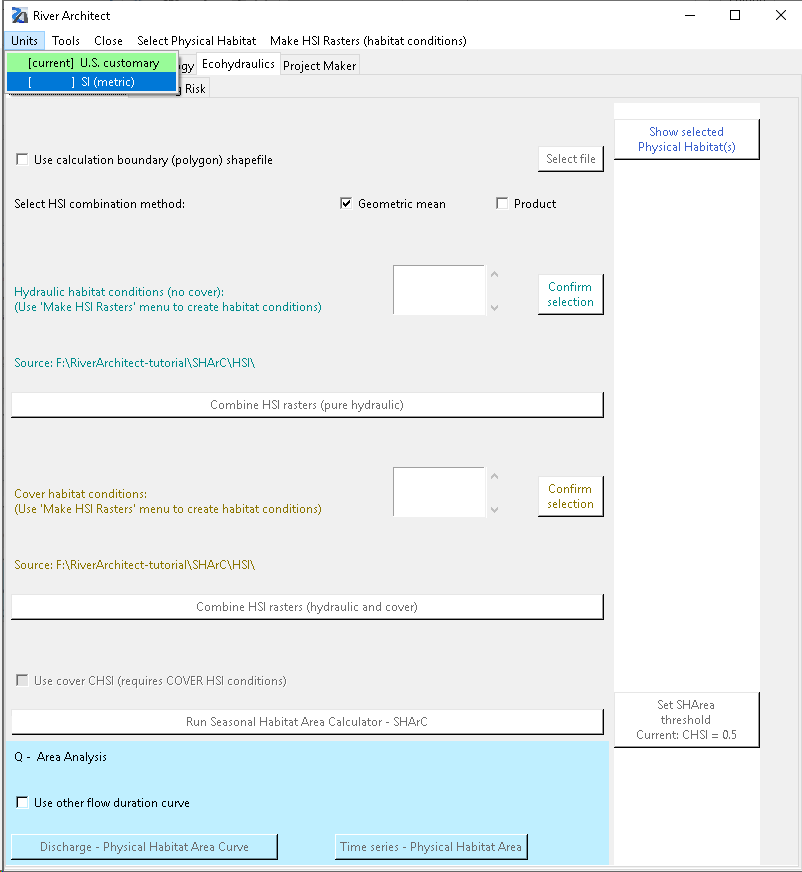 River Architect
Units Tools Close Select Physical Habitat Make HSI Rasters (habitat conditions)
[current] U.S. customary
[ ] SI (metric)
gy Ecohydraulics Project Maker
Risk
Show selected
Physical Habitat(s)
Use calculation boundary (polygon) shapefile Select file
Select HSI combination method: Geometric mean Product
Hydraulic habitat conditions (no cover):
(Use 'Make HSI Rasters' menu to create habitat conditions)
Confirm
selection
Source: F:\RiverArchitect-tutorial\SHArC\HSI\
Combine HSI rasters (pure hydraulic)
Cover habitat conditions:
(Use 'Make HSI Rasters' menu to create habitat conditions)
Confirm
selection
Source: F:\RiverArchitect-tutorial\SHArC\HSI\
Combine HSI rasters (hydraulic and cover)
Use cover CHSI (requires COVER HSI conditions)
Set SHArea
threshold
Current: CHSI = 0.5
Run Seasonal Habitat Area Calculator - SHArC
Q - Area Analysis
Use other flow duration curve
Discharge - Physical Habitat Area Curve Time series - Physical Habitat Area